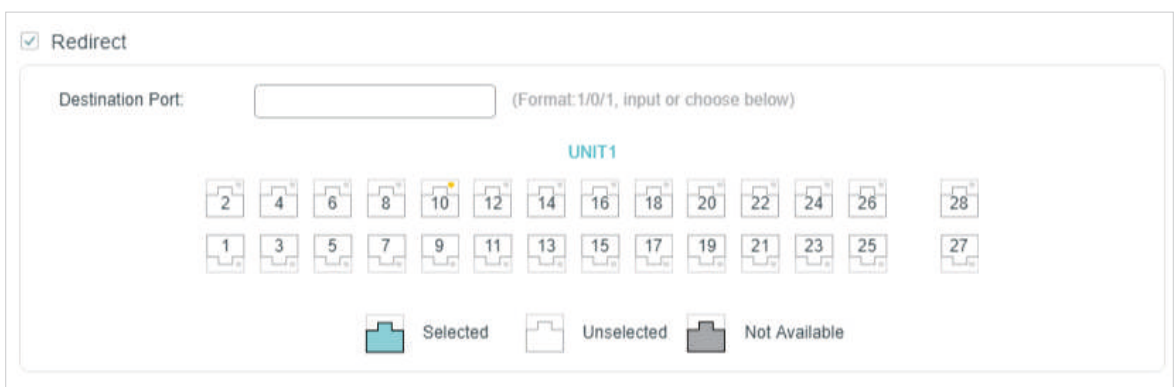 Redirect
Destination Port: (Format:1/0/1, input or choose below)
UNIT1
2 4 6 8 10 12 14 16 18 20 22 24 26 28
1 3 5 7 9 11 13 15 17 19 21 23 25 27
Selected Unselected Not Available